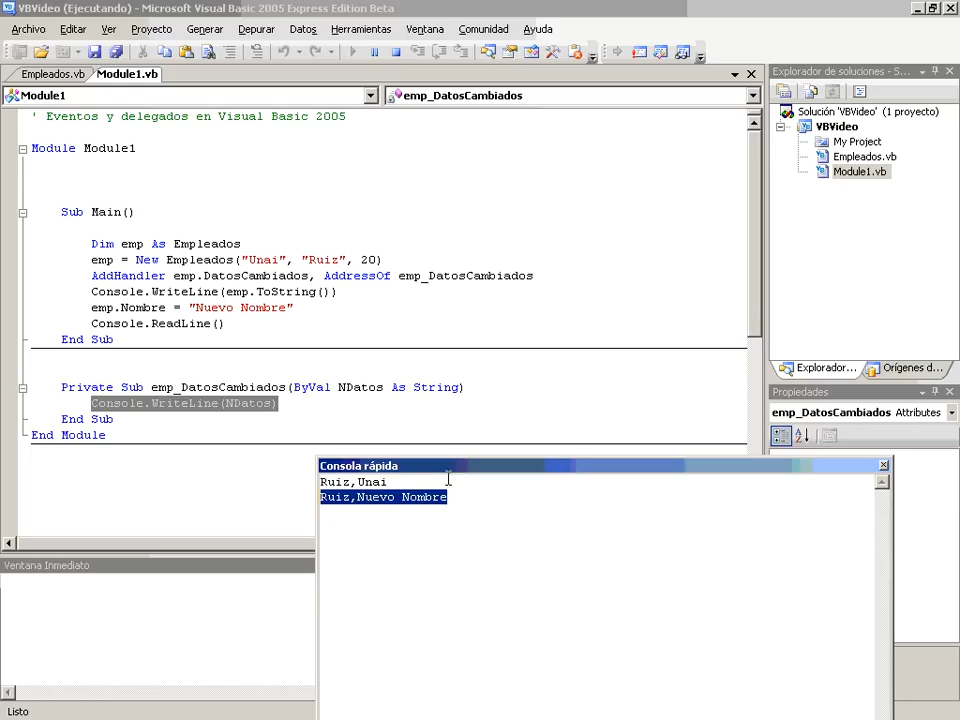 VBVideo (Ejecutando) - Microsoft Visual Basic 2005 Express Edition Beta
Archivo Editar Ver Proyecto Generar Depurar Datos Herramientas Ventana Comunidad Ayuda
Empleados.vb Module1.vb
Module1 emp_DatosCambiados
' Eventos y delegados en Visual Basic 2005
Module Module1
Sub Main()
Dim emp As Empleados
emp = New Empleados("Unai", "Ruiz", 20)
AddHandler emp.DatosCambiados, AddressOf emp_DatosCambiados
Console.WriteLine(emp.ToString())
emp.Nombre = "Nuevo Nombre"
Console.ReadLine()
End Sub
Private Sub emp_DatosCambiados(ByVal NDatos As String)
Console.WriteLine(NDatos)
End Sub
End Module
Explorador de soluciones - S...
Solución 'VBVideo' (1 proyecto)
VBVideo
My Project
Empleados.vb
Module1.vb
Explorador... Orígenes d...
Propiedades
emp_DatosCambiados Attributes
Consola rápida
Ruiz,Unai
Ruiz,Nuevo Nombre
Ventana Inmediato
Listo